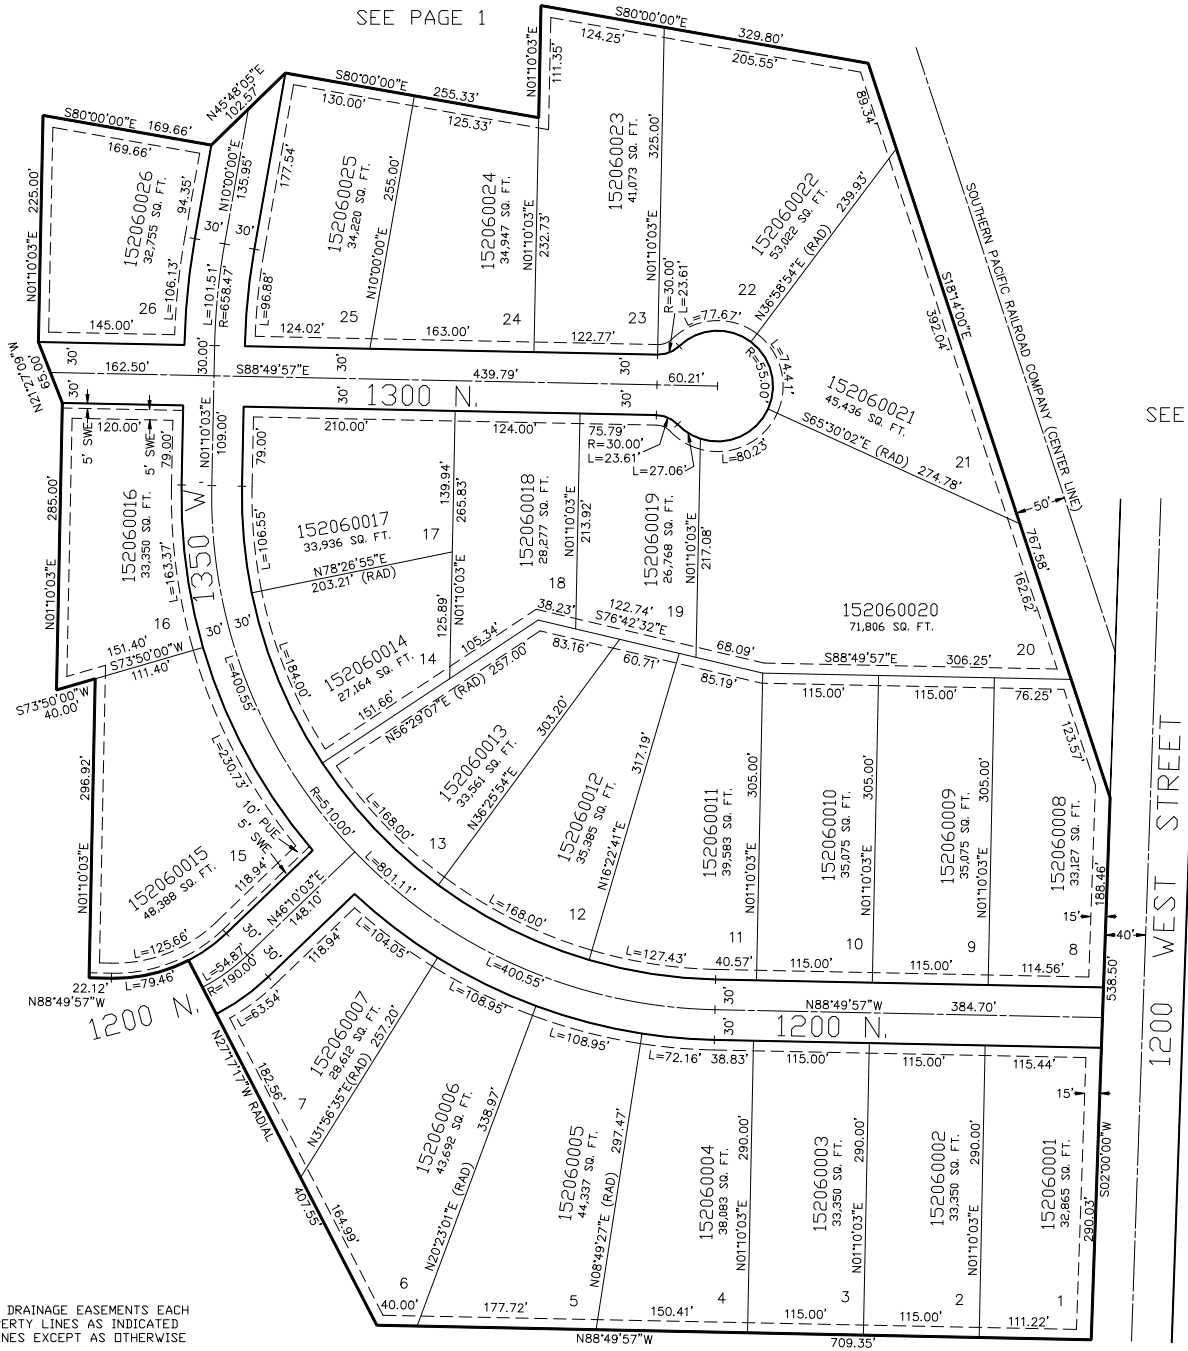 SEE PAGE 1
S80°00'00"E
329.80'
124.25'
205.55'
N01°10'03"E
111.35'
89.34'
N45°48'05"E
102.57'
S80°00'00"E
255.33'
130.00'
125.33'
S80°00'00"E
169.66'
169.66'
N01°10'03"E
225.00'
152060026
32,755 SQ. FT.
94.35'
L=106.13'
26
145.00'
N10°00'00"E
135.95'
30'
30'
L=101.51'
R=658.47'
177.54'
L=96.88'
152060025
34,220 SQ. FT.
N10°00'00"E
255.00'
25
124.02'
152060024
34,947 SQ. FT.
N01°10'03"E
232.73'
24
163.00'
152060023
41,073 SQ. FT.
N01°10'03"E
325.00'
23
122.77'
R=30.00'
L=23.61'
152060022
53,022 SQ. FT.
N36°58'54"E (RAD)
239.93'
22
L=77.67'
L=74.41'
R=55.00'
S18°14'00"E
392.04'
SOUTHERN PACIFIC RAILROAD COMPANY (CENTER LINE)
152060021
45,436 SQ. FT.
S65°30'02"E (RAD)
274.78'
21
SEE
50'
767.58'
162.62'
N21°27'09"W
65.00'
30'
30'
162.50'
30.00'
S88°49'57"E
30'
30'
439.79'
30'
30'
60.21'
1300 N.
5' SWE
5' SWE
120.00'
79.00'
N01°10'03"E
109.00'
79.00'
210.00'
124.00'
75.79'
R=30.00'
L=23.61'
L=27.06'
L=80.23'
N01°10'03"E
285.00'
152060016
33,350 SQ. FT.
L=163.37'
16
151.40'
S73°50'00"W
111.40'
S73°50'00"W
40.00'
1350 W.
30'
30'
L=106.55'
152060017
33,936 SQ. FT.
17
N78°26'55"E
203.21' (RAD)
139.94'
265.83'
N01°10'03"E
125.89'
152060018
28,277 SQ. FT.
N01°10'03"E
213.92'
18
38.23'
152060019
26,768 SQ. FT.
N01°10'03"E
217.08'
19
122.74'
S76°42'32"E
68.09'
152060020
71,806 SQ. FT.
20
S88°49'57"E
306.25'
152060014
27,164 SQ. FT.
14
L=184.00'
105.34'
151.66'
N56°29'07"E (RAD) 257.00'
83.16'
60.71'
85.19'
115.00'
115.00'
76.25'
123.57'
L=400.55'
N01°10'03"E
296.92'
L=230.73'
10' PUE
5' SWE
15
152060015
48,388 SQ. FT.
118.94'
L=125.66'
R=510.00'
L=801.11'
L=168.00'
13
152060013
33,561 SQ. FT.
N36°25'54"E
303.20'
152060012
35,385 SQ. FT.
N16°22'41"E
317.19'
12
L=168.00'
152060011
39,583 SQ. FT.
N01°10'03"E
305.00'
11
L=127.43'
40.57'
152060010
35,075 SQ. FT.
N01°10'03"E
305.00'
10
115.00'
152060009
35,075 SQ. FT.
N01°10'03"E
305.00'
9
115.00'
152060008
33,127 SQ. FT.
188.46'
15'
8
114.56'
40'
1200 WEST STREET
538.50'
22.12'
N88°49'57"W
L=79.46'
1200 N.
N46°10'03"E
148.10'
30'
30'
L=54.87'
R=190.00'
118.94'
L=63.54'
L=104.05'
L=400.55'
N88°49'57"W
384.70'
30'
30'
1200 N.
N27°17'17"W RADIAL
407.55'
182.56'
164.99'
152060007
28,612 SQ. FT.
N31°56'35"E(RAD)
257.20'
7
L=108.95'
152060006
43,692 SQ. FT.
N20°23'01"E (RAD)
338.97'
6
40.00'
L=108.95'
152060005
44,337 SQ. FT.
N08°49'27"E (RAD)
297.47'
5
177.72'
L=72.16'
38.83'
152060004
38,083 SQ. FT.
N01°10'03"E
290.00'
4
150.41'
115.00'
152060003
33,350 SQ. FT.
N01°10'03"E
290.00'
3
115.00'
115.00'
152060002
33,350 SQ. FT.
N01°10'03"E
290.00'
2
115.00'
115.44'
15'
152060001
32,865 SQ. FT.
290.03'
S02°00'00"W
1
111.22'
N88°49'57"W
709.35'
DRAINAGE EASEMENTS EACH
ERTY LINES AS INDICATED
NES EXCEPT AS OTHERWISE